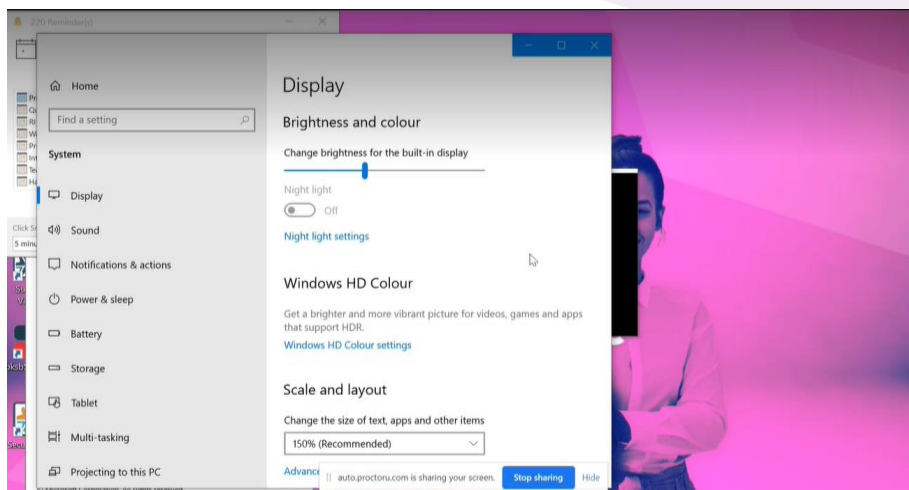 220 Reminder(s)
Home
Find a setting
System
Display
Sound
Notifications & actions
Power & sleep
Battery
Storage
Tablet
Multi-tasking
Projecting to this PC
Display
Brightness and colour
Change brightness for the built-in display
Night light
Off
Night light settings
Windows HD Colour
Get a brighter and more vibrant picture for videos, games and apps
that support HDR.
Windows HD Colour settings
Scale and layout
Change the size of text, apps and other items
150% (Recommended)
Advance
auto.proctoru.com is sharing your screen.
Stop sharing
Hide
Click S
5 minu